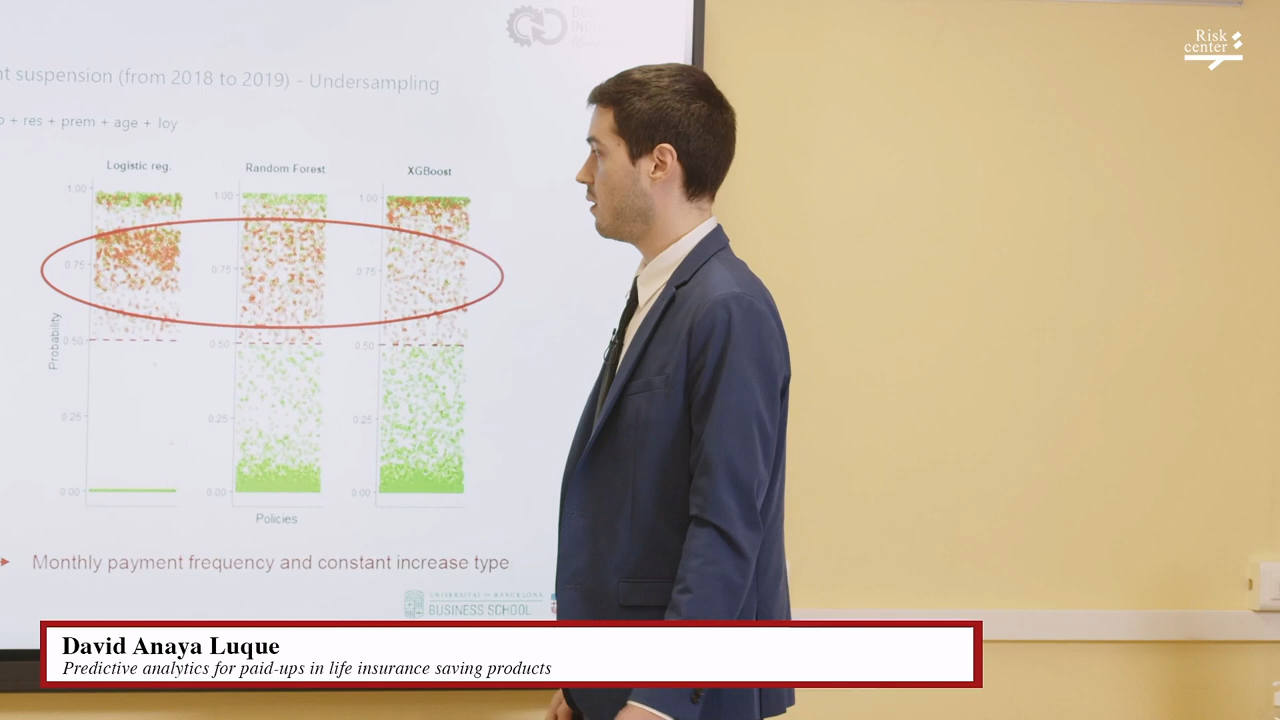 Risk
center
nt suspension (from 2018 to 2019) - Undersampling
+ res + prem + age + loy
Logistic reg.
Random Forest
XGBoost
1.00
1.00
1.00
0.75
0.75
0.75
0.50
0.50
0.50
0.25
0.25
0.25
0.00
0.00
0.00
Probability
Policies
Monthly payment frequency and constant increase type
UNIVERSITAT DE BARCELONA
BUSINESS SCHOOL
David Anaya Luque
Predictive analytics for paid-ups in life insurance saving products